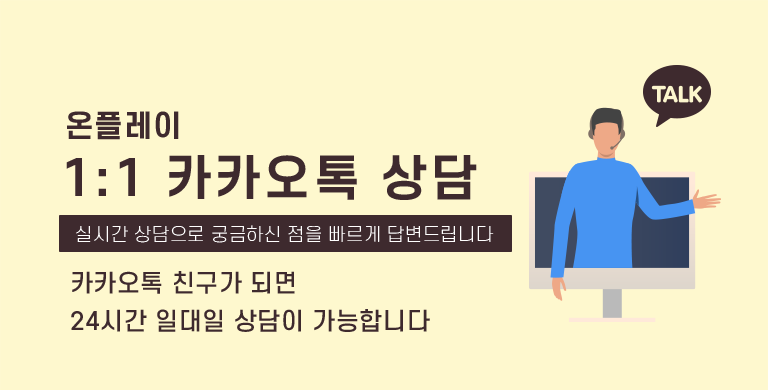 온플레이
1:1 카카오톡 상담
실시간 상담으로 궁금하신 점을 빠르게 답변드립니다
카카오톡 친구가 되면
24시간 일대일 상담이 가능합니다
TALK